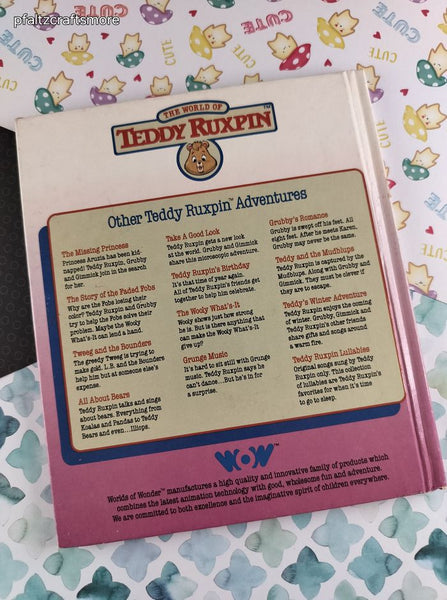 pfaltzcraftsmore
CUTE
CUTE
CUTE
CUTE
CUTE
THE WORLD OF
TEDDY RUXPIN™
Other Teddy Ruxpin™ Adventures
The Missing Princess
Princess Aruzia has been kid-
napped! Teddy Ruxpin, Grubby
and Gimmick join in the search
for her.
The Story of the Faded Fobs
Why are the Fobs losing their
color? Teddy Ruxpin and Grubby
try to help the Fobs solve their
problem. Maybe the Wooly
What's-It can lend a hand.
Tweeg and the Bounders
The greedy Tweeg is trying to
make gold. L.B. and the Bounders
help him but at someone else's
expense.
All About Bears
Teddy Ruxpin talks and sings
about bears. Everything from
Koalas and Pandas to Teddy
Bears and even...Illiops.
Take A Good Look
Teddy Ruxpin gets a new look
at the world. Grubby and Gimmick
share this microscopic adventure.
Teddy Ruxpin's Birthday
It's that time of year again.
All of Teddy Ruxpin's friends get
together to help him celebrate.
The Wooly What's-It
Wooly shows just how strong
he is. But is there anything that
can make the Wooly What's-It
give up?
Grunge Music
It's hard to sit still with Grunge
music. Teddy Ruxpin says he
can't dance...But he's in for
a surprise.
Grubby's Romance
Grubby is swept off his feet. All
eight feet. After he meets Karen,
Grubby may never be the same.
Teddy and the Mudblups
Teddy Ruxpin is captured by the
Mudblups. Along with Grubby and
Gimmick, They must be clever if
they are to escape.
Teddy's Winter Adventure
Teddy Ruxpin enjoys the coming
of winter. Grubby, Gimmick and
Teddy Ruxpin's other friends
share gifts and songs around
a warm fire.
Teddy Ruxpin Lullabies
Original songs sung by Teddy
Ruxpin only. This collection
of lullabies are Teddy Ruxpin's
favorites for when it's time
to go to sleep.
WOW™
Worlds of Wonder™ manufactures a high quality and innovative family of products which
combines the latest animation technology with good, wholesome fun and adventure.
We are committed to both excellence and the imaginative spirit of children everywhere.